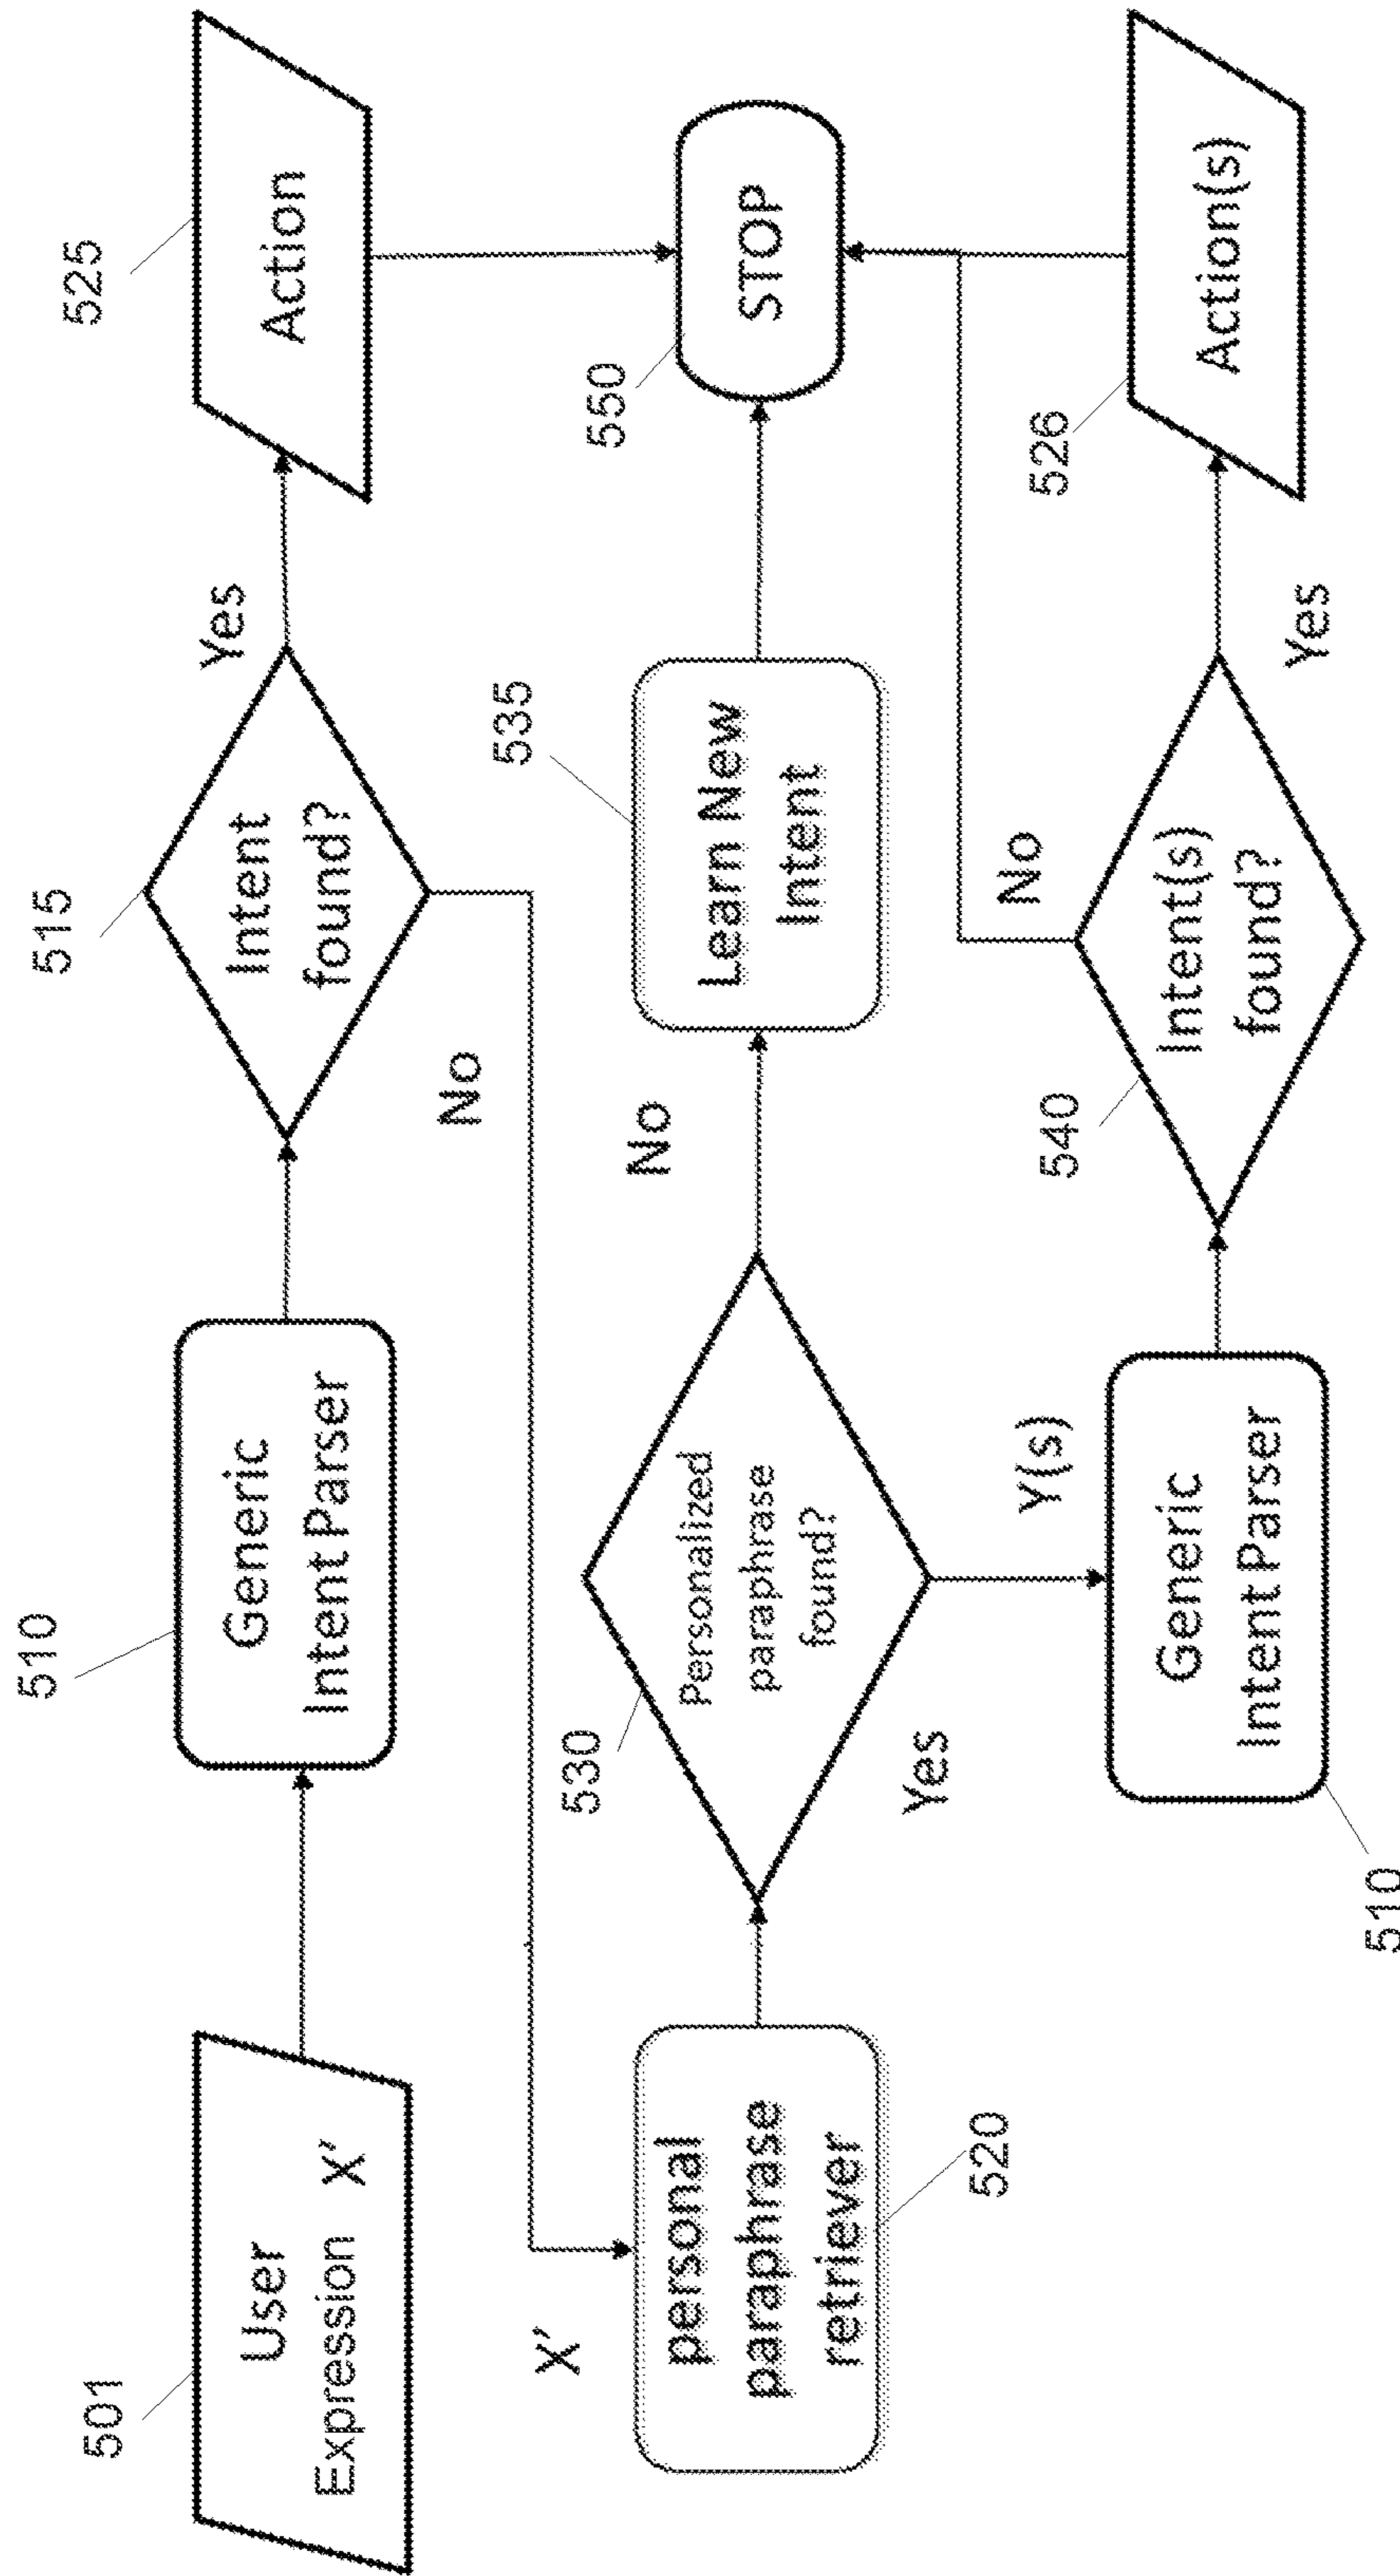 501
User
Expression X'
510
Generic
Intent Parser
515
Intent
found?
Yes
525
Action
No
X'
personal
paraphrase
retriever
520
530
Personalized
paraphrase
found?
No
535
Learn New
Intent
550
STOP
Yes
Y(s)
Generic
Intent Parser
510
540
Intent(s)
found?
No
Yes
526
Action(s)